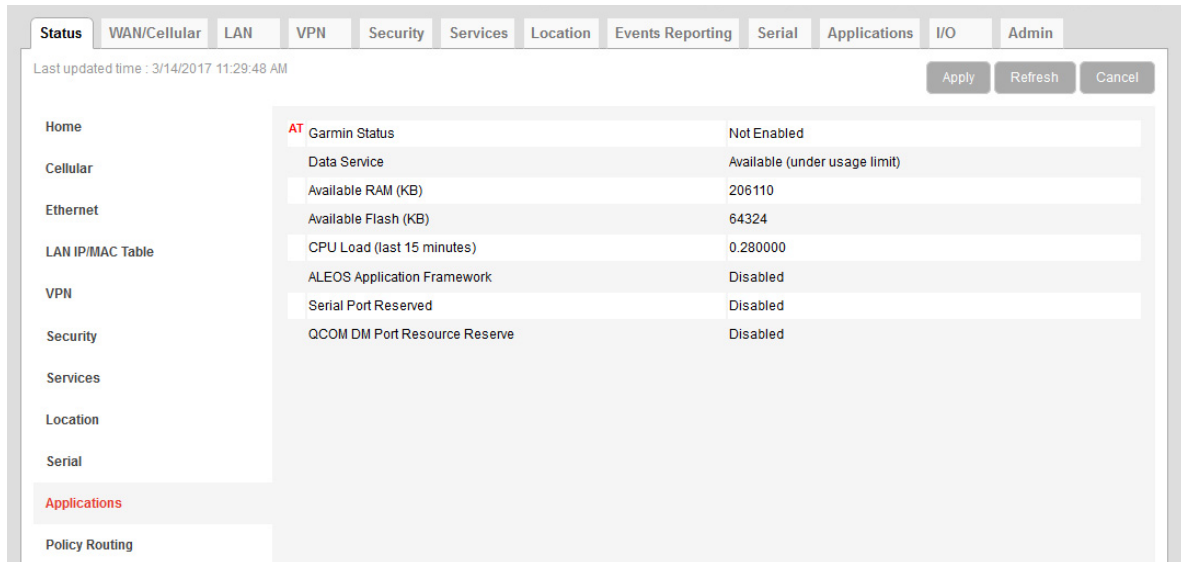 Status WAN/Cellular LAN VPN Security Services Location Events Reporting Serial Applications I/O Admin
Last updated time : 3/14/2017 11:29:48 AM
Apply Refresh Cancel
Home
Cellular
Ethernet
LAN IP/MAC Table
VPN
Security
Services
Location
Serial
Applications
Policy Routing
AT Garmin Status Not Enabled
Data Service Available (under usage limit)
Available RAM (KB) 206110
Available Flash (KB) 64324
CPU Load (last 15 minutes) 0.280000
ALEOS Application Framework Disabled
Serial Port Reserved Disabled
QCOM DM Port Resource Reserve Disabled